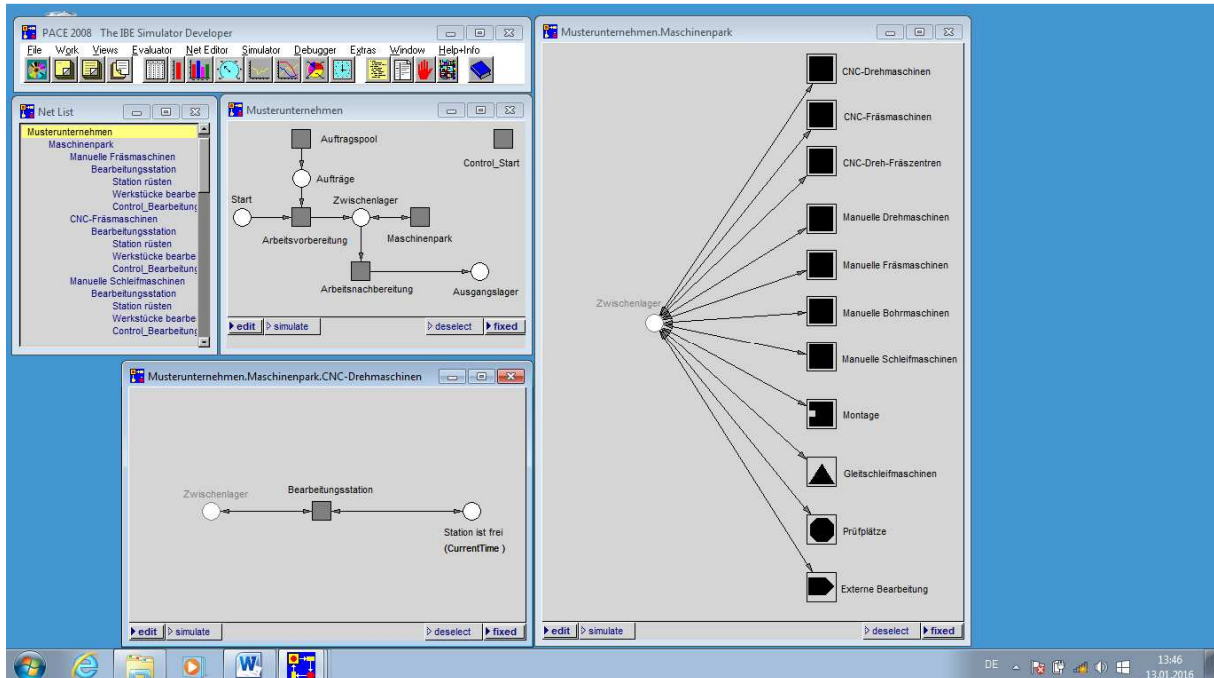 PACE 2008 The IBE Simulator Developer
File Work Views Evaluator Net Editor Simulator Debugger Extras Window Help+Info
Net List
Musterunternehmen
Maschinenpark
Manuelle Fräsmaschinen
Bearbeitungsstation
Station rüsten
Werkstücke bearbe
Control_Bearbeitung
CNC-Fräsmaschinen
Bearbeitungsstation
Station rüsten
Werkstücke bearbe
Control_Bearbeitung
Manuelle Schleifmaschinen
Bearbeitungsstation
Station rüsten
Werkstücke bearbe
Control_Bearbeitung
Musterunternehmen
Auftragspool
Control_Start
Aufträge
Start
Zwischenlager
Arbeitsvorbereitung
Maschinenpark
Arbeitsnachbereitung
Ausgangslager
edit simulate deselect fixed
Musterunternehmen.Maschinenpark.CNC-Drehmaschinen
Zwischenlager
Bearbeitungsstation
Station ist frei
(CurrentTime )
edit simulate deselect fixed
Musterunternehmen.Maschinenpark
CNC-Drehmaschinen
CNC-Fräsmaschinen
CNC-Dreh-Fräszentren
Manuelle Drehmaschinen
Manuelle Fräsmaschinen
Zwischenlager
Manuelle Bohrmaschinen
Manuelle Schleifmaschinen
Montage
Gleitschleifmaschinen
Prüfplätze
Externe Bearbeitung
edit simulate deselect fixed
W
DE
13:46
13.01.2016